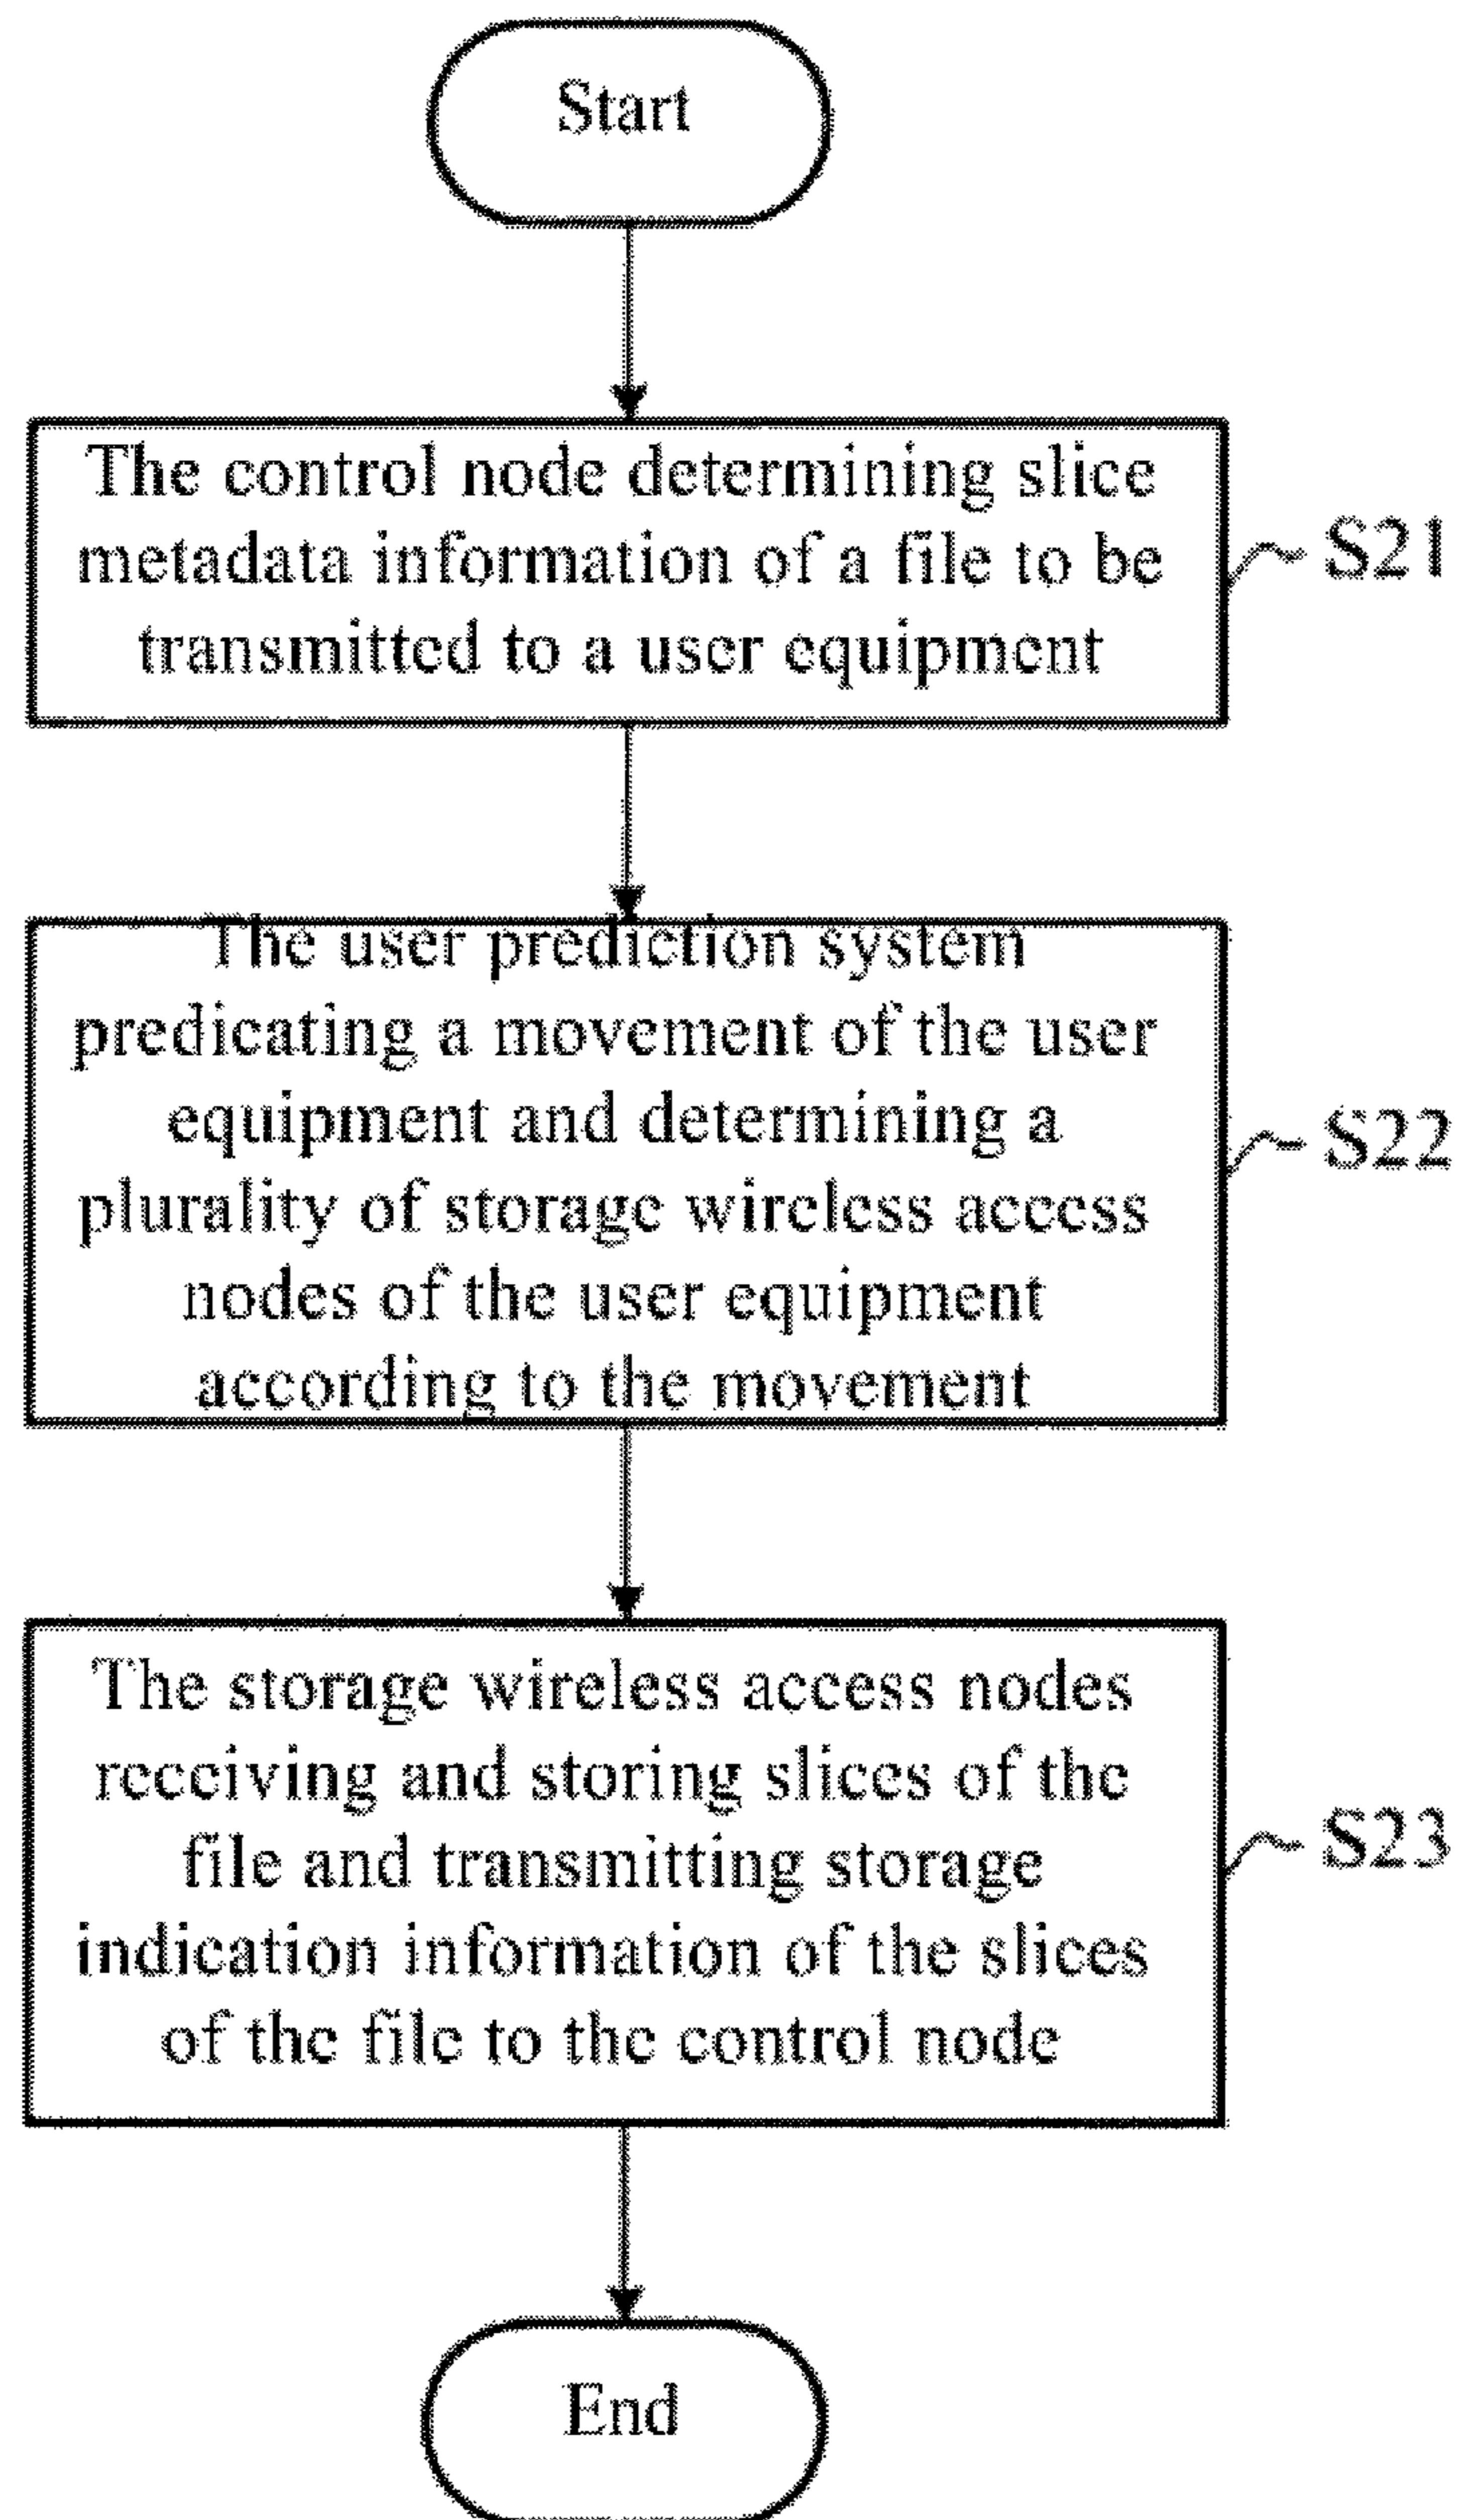 Start
The control node determining slice
metadata information of a file to be
transmitted to a user equipment
S21
The user prediction system
predicating a movement of the user
equipment and determining a
plurality of storage wireless access
nodes of the user equipment
according to the movement
S22
The storage wireless access nodes
receiving and storing slices of the
file and transmitting storage
indication information of the slices
of the file to the control node
S23
End